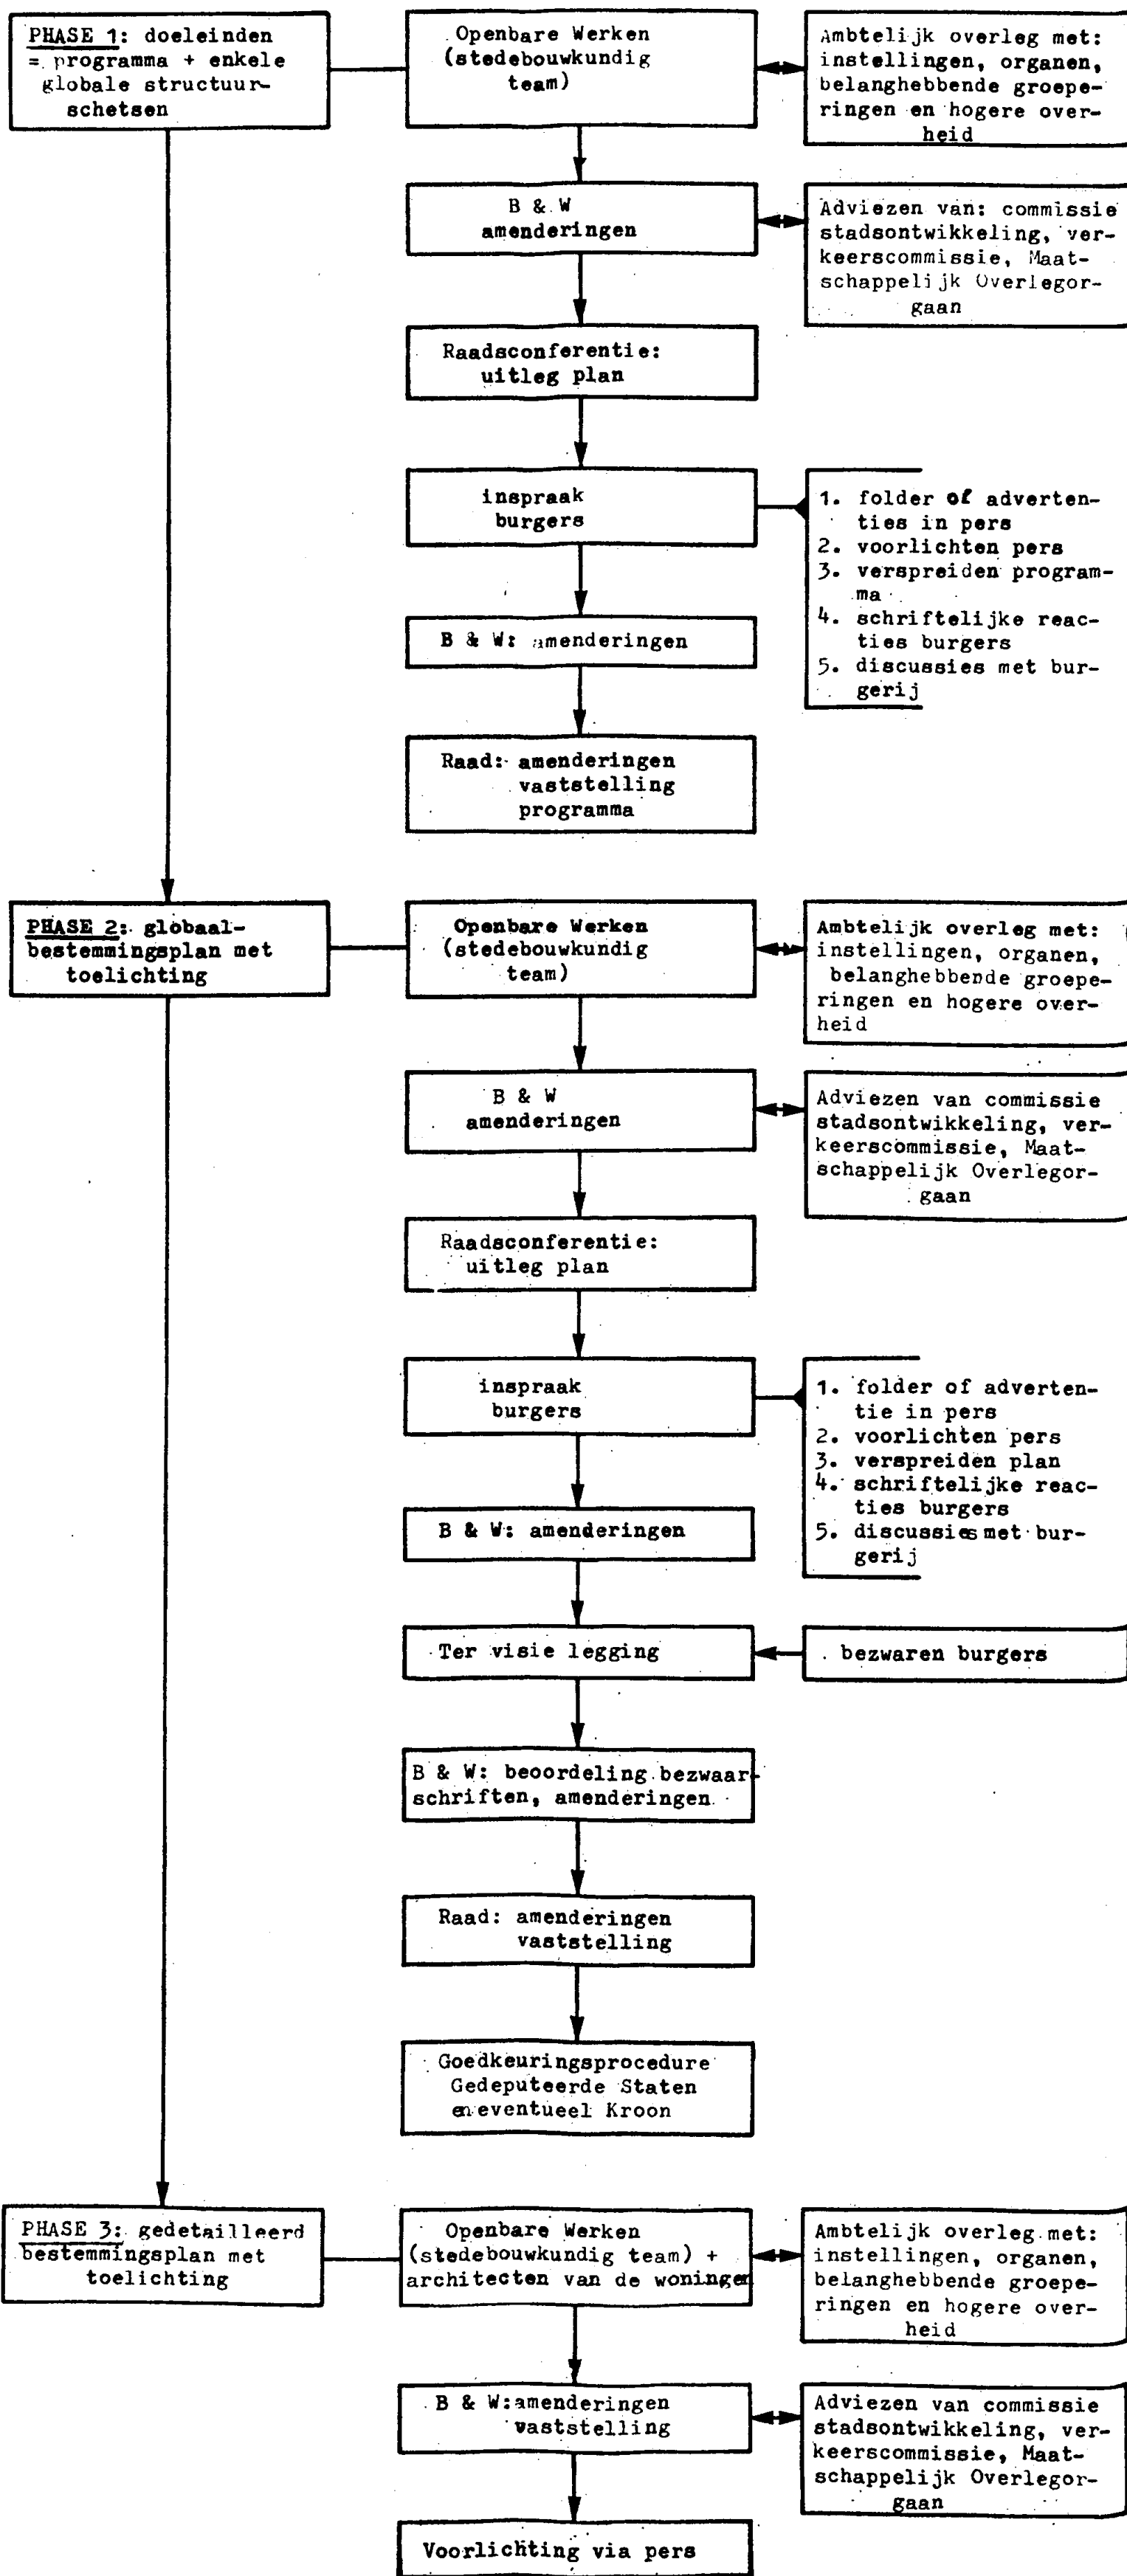 PHASE 1: doeleinden
= programma + enkele
globale structuur-
schetsen
Openbare Werken
(stedebouwkundig
team)
Ambtelijk overleg met:
instellingen, organen,
belanghebbende groepe-
ringen en hogere over-
heid
B & W
amenderingen
Adviezen van: commissie
stadsontwikkeling, ver-
keerscommissie, Maat-
schappelijk Overlegor-
gaan
Raadsconferentie:
uitleg plan
inspraak
burgers
1. folder of adverten-
ties in pers
2. voorlichten pers
3. verspreiden program-
ma
4. schriftelijke reac-
ties burgers
5. discussies met bur-
gerij
B & W: amenderingen
Raad: amenderingen
vaststelling
programma
PHASE 2: globaal-
bestemmingsplan met
toelichting
Openbare Werken
(stedebouwkundig
team)
Ambtelijk overleg met:
instellingen, organen,
belanghebbende groepe-
ringen en hogere over-
heid
B & W
amenderingen
Adviezen van commissie
stadsontwikkeling, ver-
keerscommissie, Maat-
schappelijk Overlegor-
gaan
Raadsconferentie:
uitleg plan
inspraak
burgers
1. folder of adverten-
tie in pers
2. voorlichten pers
3. verspreiden plan
4. schriftelijke reac-
ties burgers
5. discussies met bur-
gerij
B & W: amenderingen
Ter visie legging
bezwaren burgers
B & W: beoordeling bezwaar-
schriften, amenderingen
Raad: amenderingen
vaststelling
Goedkeuringsprocedure
Gedeputeerde Staten
en eventueel Kroon
PHASE 3: gedetailleerd
bestemmingsplan met
toelichting
Openbare Werken
(stedebouwkundig team) +
architecten van de woningen
Ambtelijk overleg met:
instellingen, organen,
belanghebbende groepe-
ringen en hogere over-
heid
B & W: amenderingen
vaststelling
Adviezen van commissie
stadsontwikkeling, ver-
keerscommissie, Maat-
schappelijk Overlegor-
gaan
Voorlichting via pers